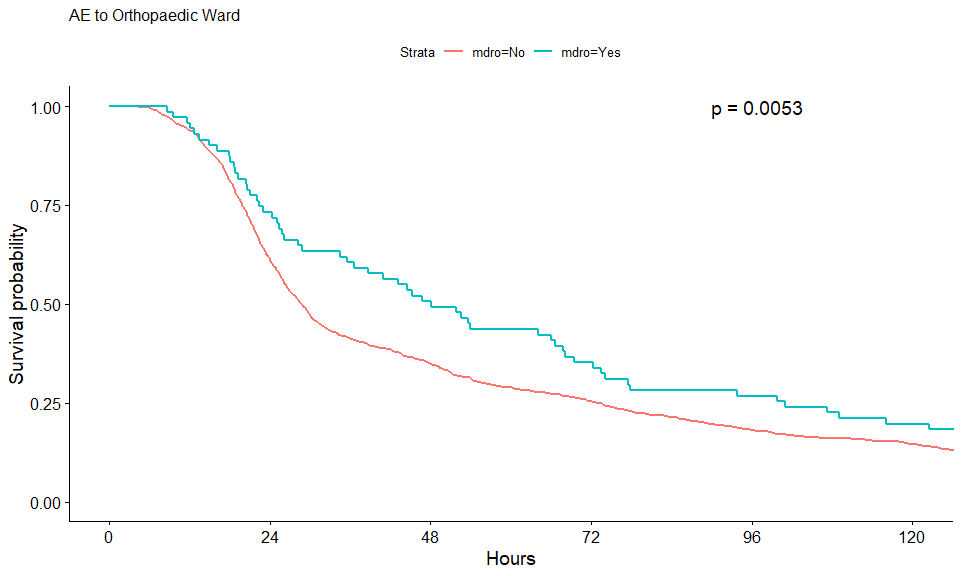 AE to Orthopaedic Ward
Strata mdro=No mdro=Yes
p = 0.0053
Survival probability
1.00
0.75
0.50
0.25
0.00
0 24 48 72 96 120
Hours